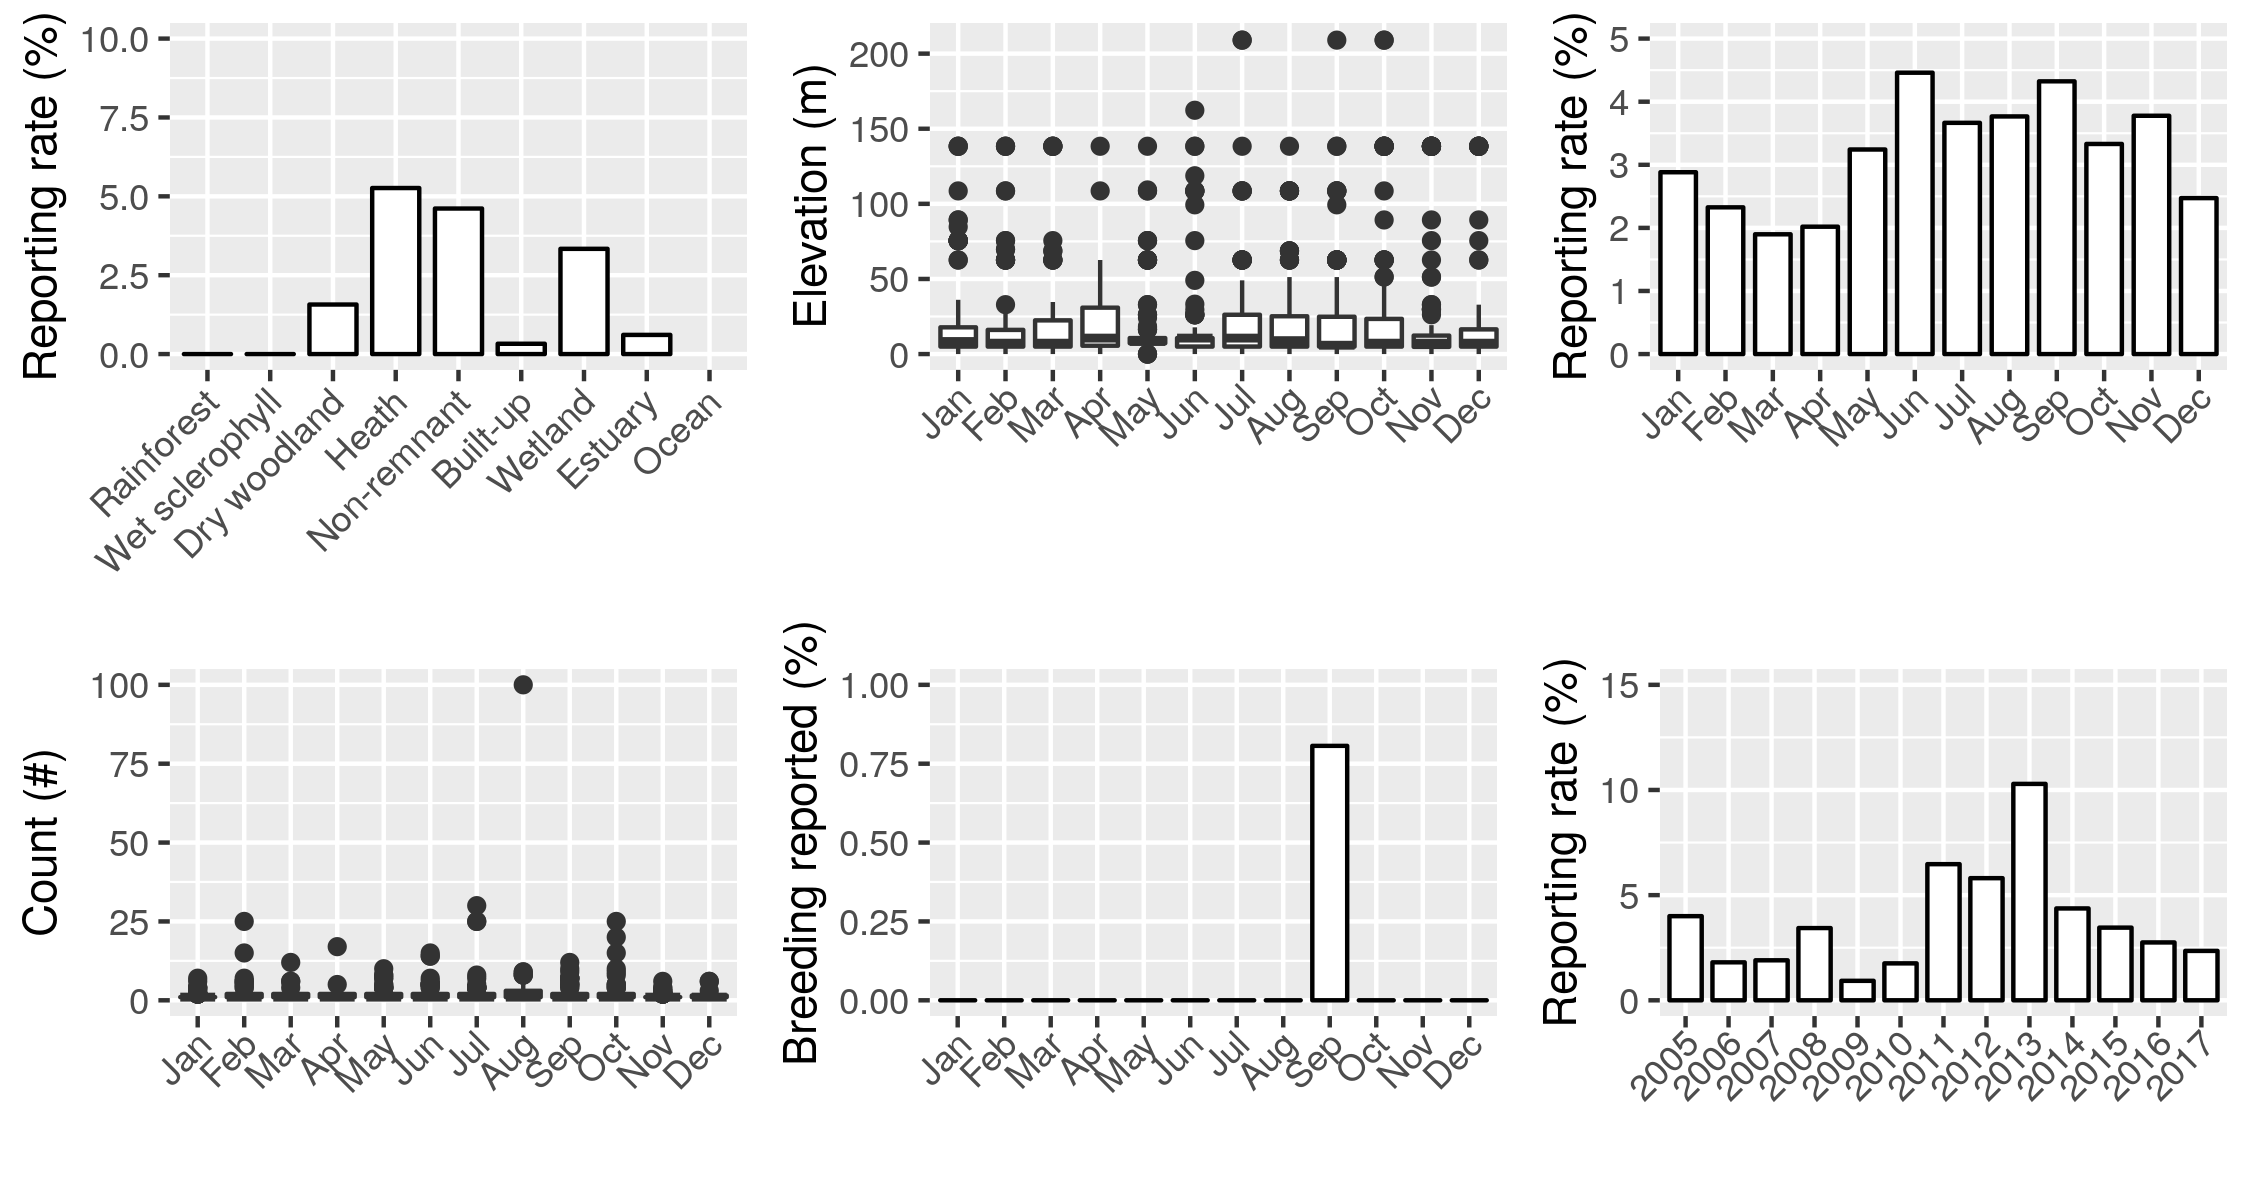 Reporting rate (%)
10.0
7.5
5.0
2.5
0.0
Rainforest
Wet sclerophyll
Dry woodland
Heath
Non-remnant
Built-up
Wetland
Estuary
Ocean
Elevation (m)
200
150
100
50
0
Jan
Feb
Mar
Apr
May
Jun
Jul
Aug
Sep
Oct
Nov
Dec
Reporting rate (%)
5
4
3
2
1
0
Jan
Feb
Mar
Apr
May
Jun
Jul
Aug
Sep
Oct
Nov
Dec
Count (#)
100
75
50
25
0
Jan
Feb
Mar
Apr
May
Jun
Jul
Aug
Sep
Oct
Nov
Dec
Breeding reported (%)
1.00
0.75
0.50
0.25
0.00
Jan
Feb
Mar
Apr
May
Jun
Jul
Aug
Sep
Oct
Nov
Dec
Reporting rate (%)
15
10
5
0
2005
2006
2007
2008
2009
2010
2011
2012
2013
2014
2015
2016
2017